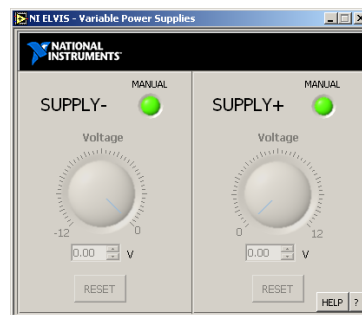 NI ELVIS - Variable Power Supplies
NATIONAL
INSTRUMENTS
MANUAL
SUPPLY-
Voltage
-12
0
0.00
V
RESET
MANUAL
SUPPLY+
Voltage
0
12
0.00
V
RESET
HELP
?